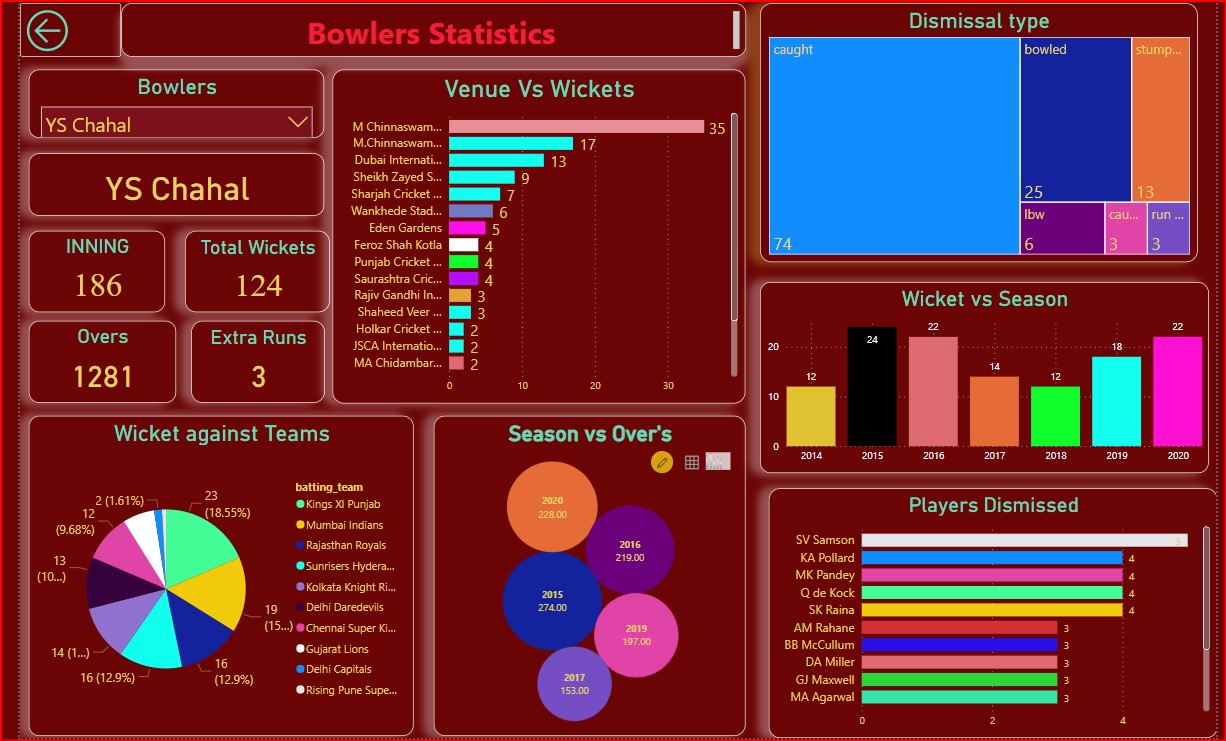 Bowlers Statistics
Bowlers
YS Chahal
YS Chahal
INNING
186
Total Wickets
124
Overs
1281
Extra Runs
3
Venue Vs Wickets
M Chinnaswam... 35
M.Chinnaswam... 17
Dubai Internati... 13
Sheikh Zayed S... 9
Sharjah Cricket ... 7
Wankhede Stad... 6
Eden Gardens 5
Feroz Shah Kotla 4
Punjab Cricket ... 4
Saurashtra Cric... 4
Rajiv Gandhi In... 3
Shaheed Veer ... 3
Holkar Cricket ... 2
JSCA Internatio... 2
MA Chidambar... 2
0 10 20 30
Dismissal type
caught
74
bowled
25
stump...
13
lbw
6
cau...
3
run ...
3
Wicket vs Season
20
10
0
12 24 22 14 12 18 22
2014 2015 2016 2017 2018 2019 2020
Wicket against Teams
23
(18.55%)
19
(15...)
16
(12.9%)
16 (12.9%)
14 (1...)
13
(10...)
12
(9.68%)
2 (1.61%)
batting_team
Kings XI Punjab
Mumbai Indians
Rajasthan Royals
Sunrisers Hydera...
Kolkata Knight Ri...
Delhi Daredevils
Chennai Super Ki...
Gujarat Lions
Delhi Capitals
Rising Pune Supe...
Season vs Over's
2020
228.00
2016
219.00
2015
274.00
2019
197.00
2017
153.00
Players Dismissed
SV Samson 5
KA Pollard 4
MK Pandey 4
Q de Kock 4
SK Raina 4
AM Rahane 3
BB McCullum 3
DA Miller 3
GJ Maxwell 3
MA Agarwal 3
0 2 4